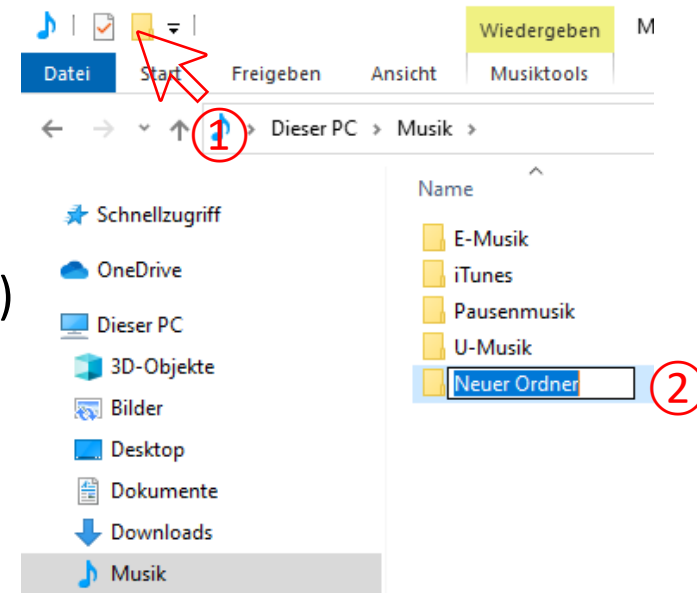 Wiedergeben M
Datei Start Freigeben Ansicht Musiktools
1
Dieser PC > Musik >
Name
Schnellzugriff
OneDrive
)
Dieser PC
3D-Objekte
Bilder
Desktop
Dokumente
Downloads
Musik
E-Musik
iTunes
Pausenmusik
U-Musik
Neuer Ordner
2